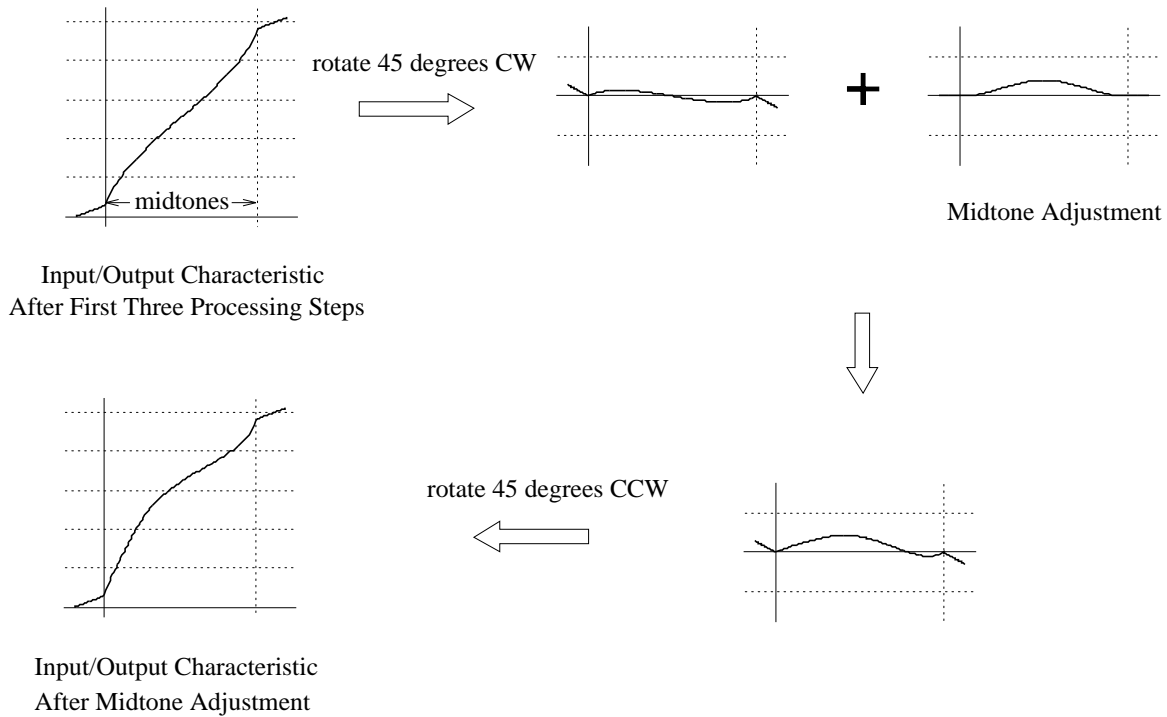 rotate 45 degrees CW
+
midtones
Midtone Adjustment
Input/Output Characteristic
After First Three Processing Steps
rotate 45 degrees CCW
Input/Output Characteristic
After Midtone Adjustment